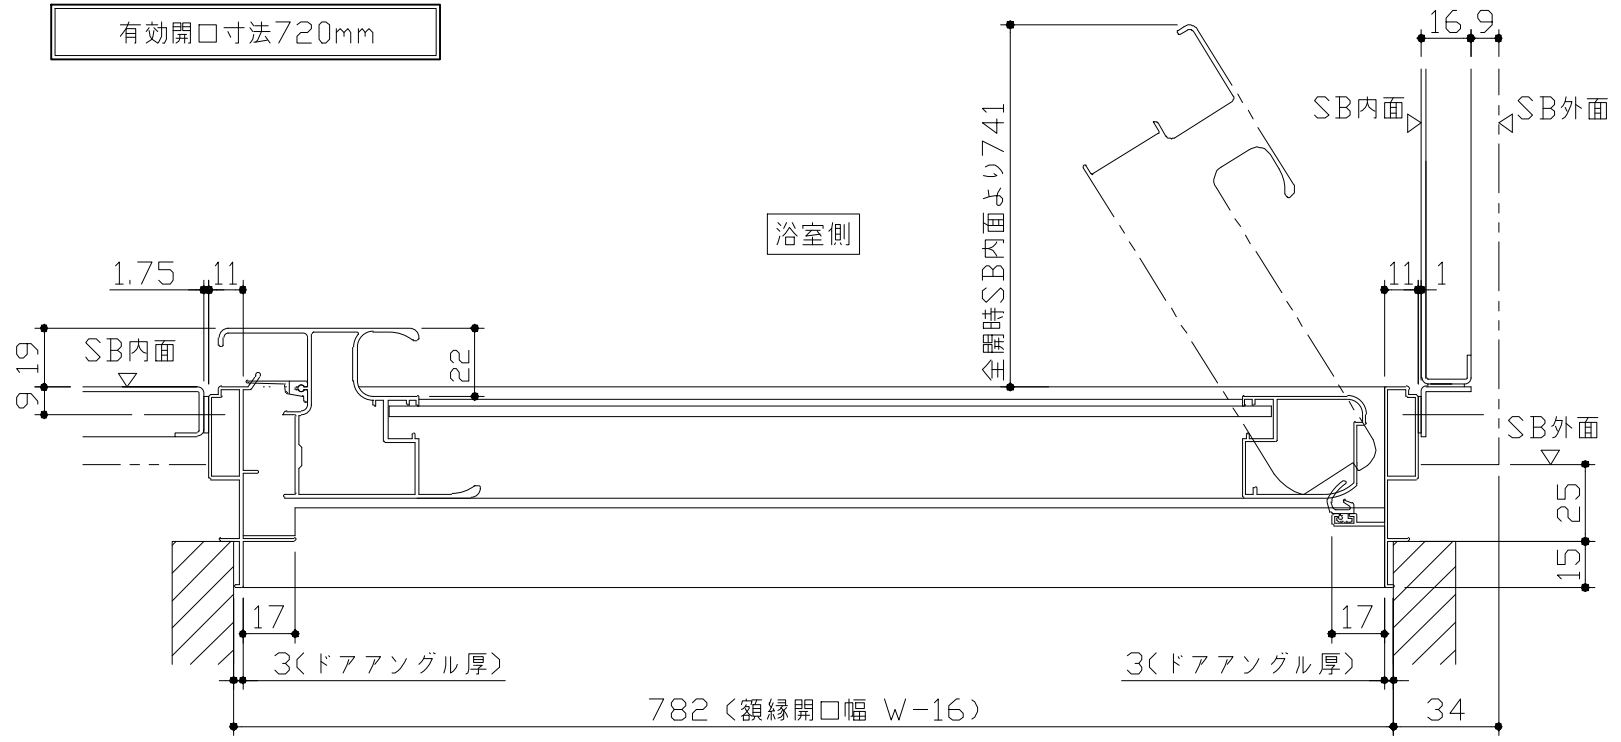 有効開口寸法720mm
16.9
SB内面
SB外面
全開時SB内面より741
浴室側
1.75
11
11
1
19
SB内面
22
9
SB外面
25
15
17
17
3(ドアアングル厚)
3(ドアアングル厚)
782(額縁開口幅 W-16)
34